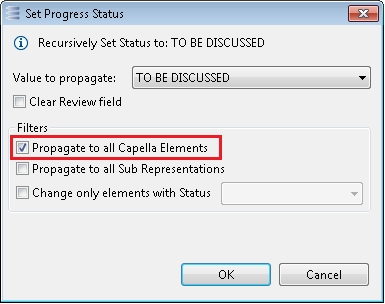 Set Progress Status
Recursively Set Status to: TO BE DISCUSSED
Value to propagate: TO BE DISCUSSED
Clear Review field
Filters
Propagate to all Capella Elements
Propagate to all Sub Representations
Change only elements with Status
OK Cancel